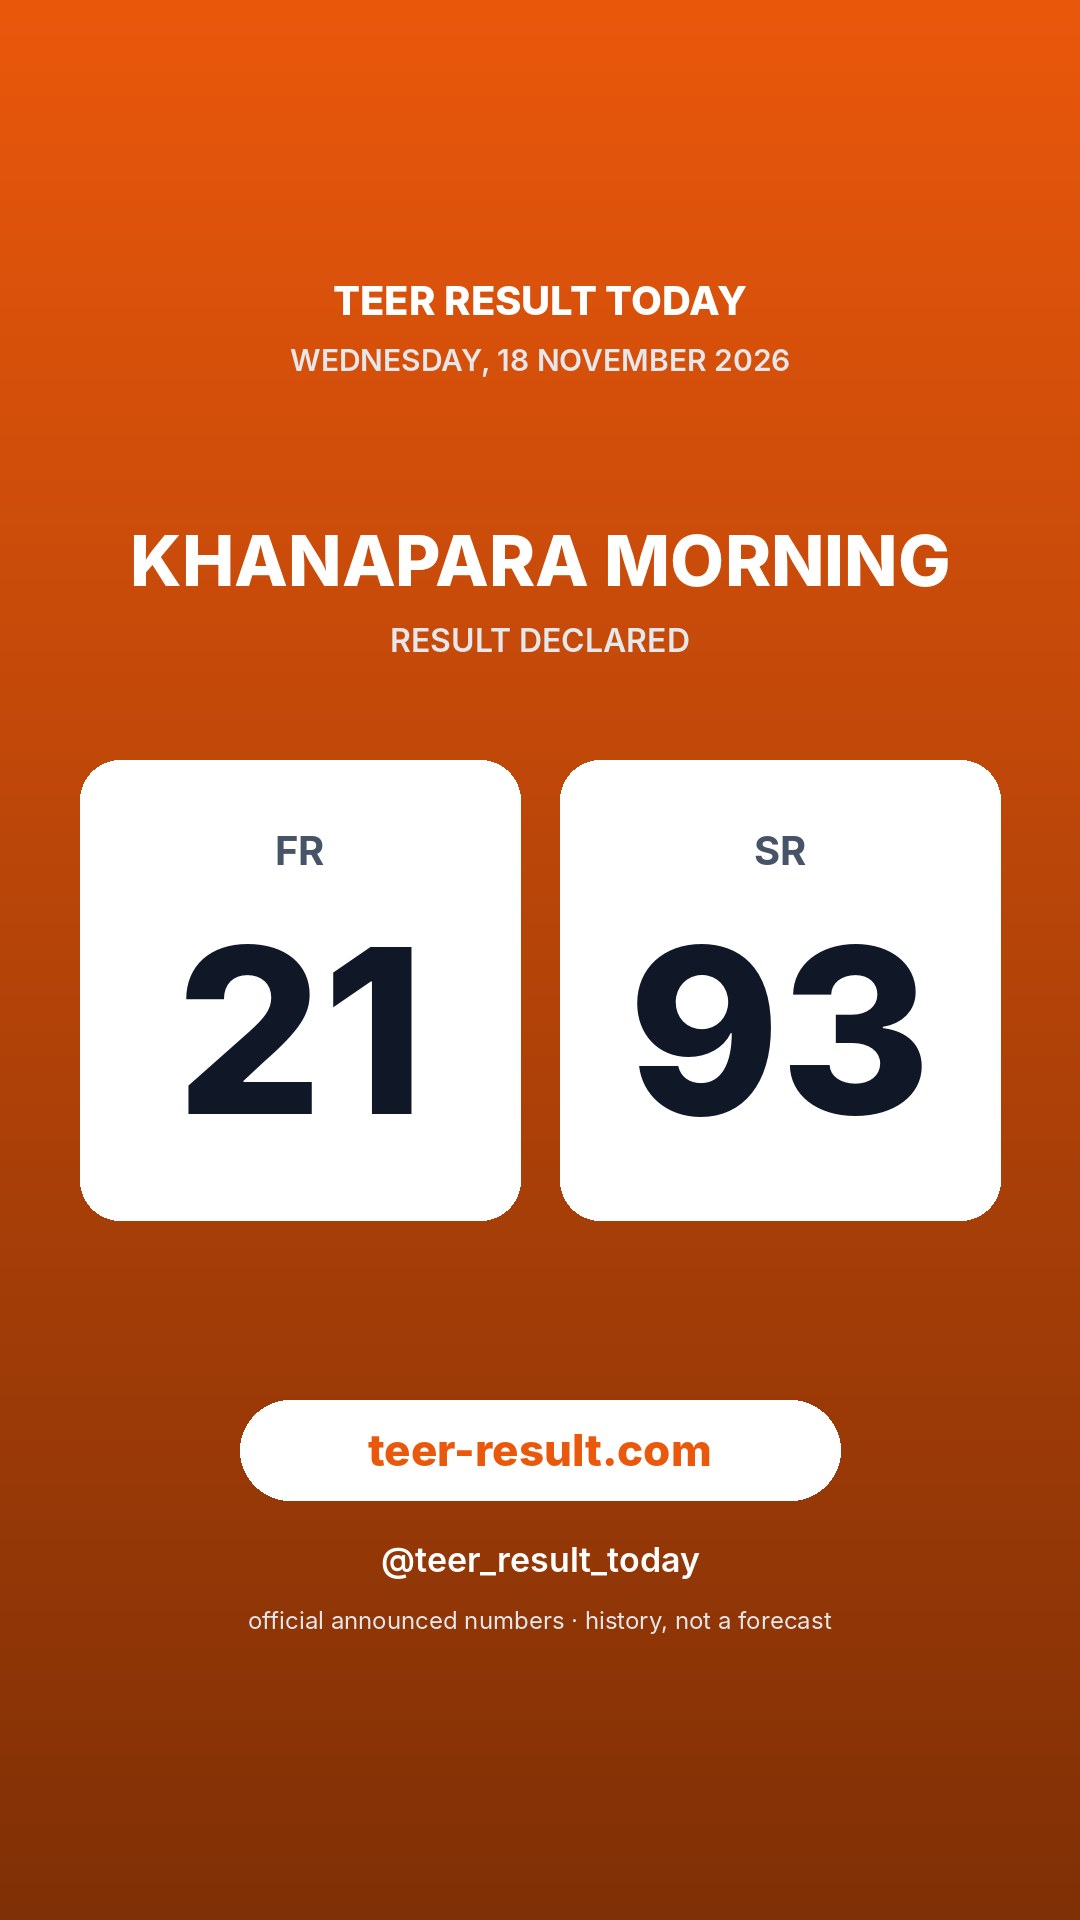 TEER RESULT TODAY
WEDNESDAY, 18 NOVEMBER 2026
KHANAPARA MORNING
RESULT DECLARED
FR
21
SR
93
teer-result.com
@teer_result_today
official announced numbers · history, not a forecast